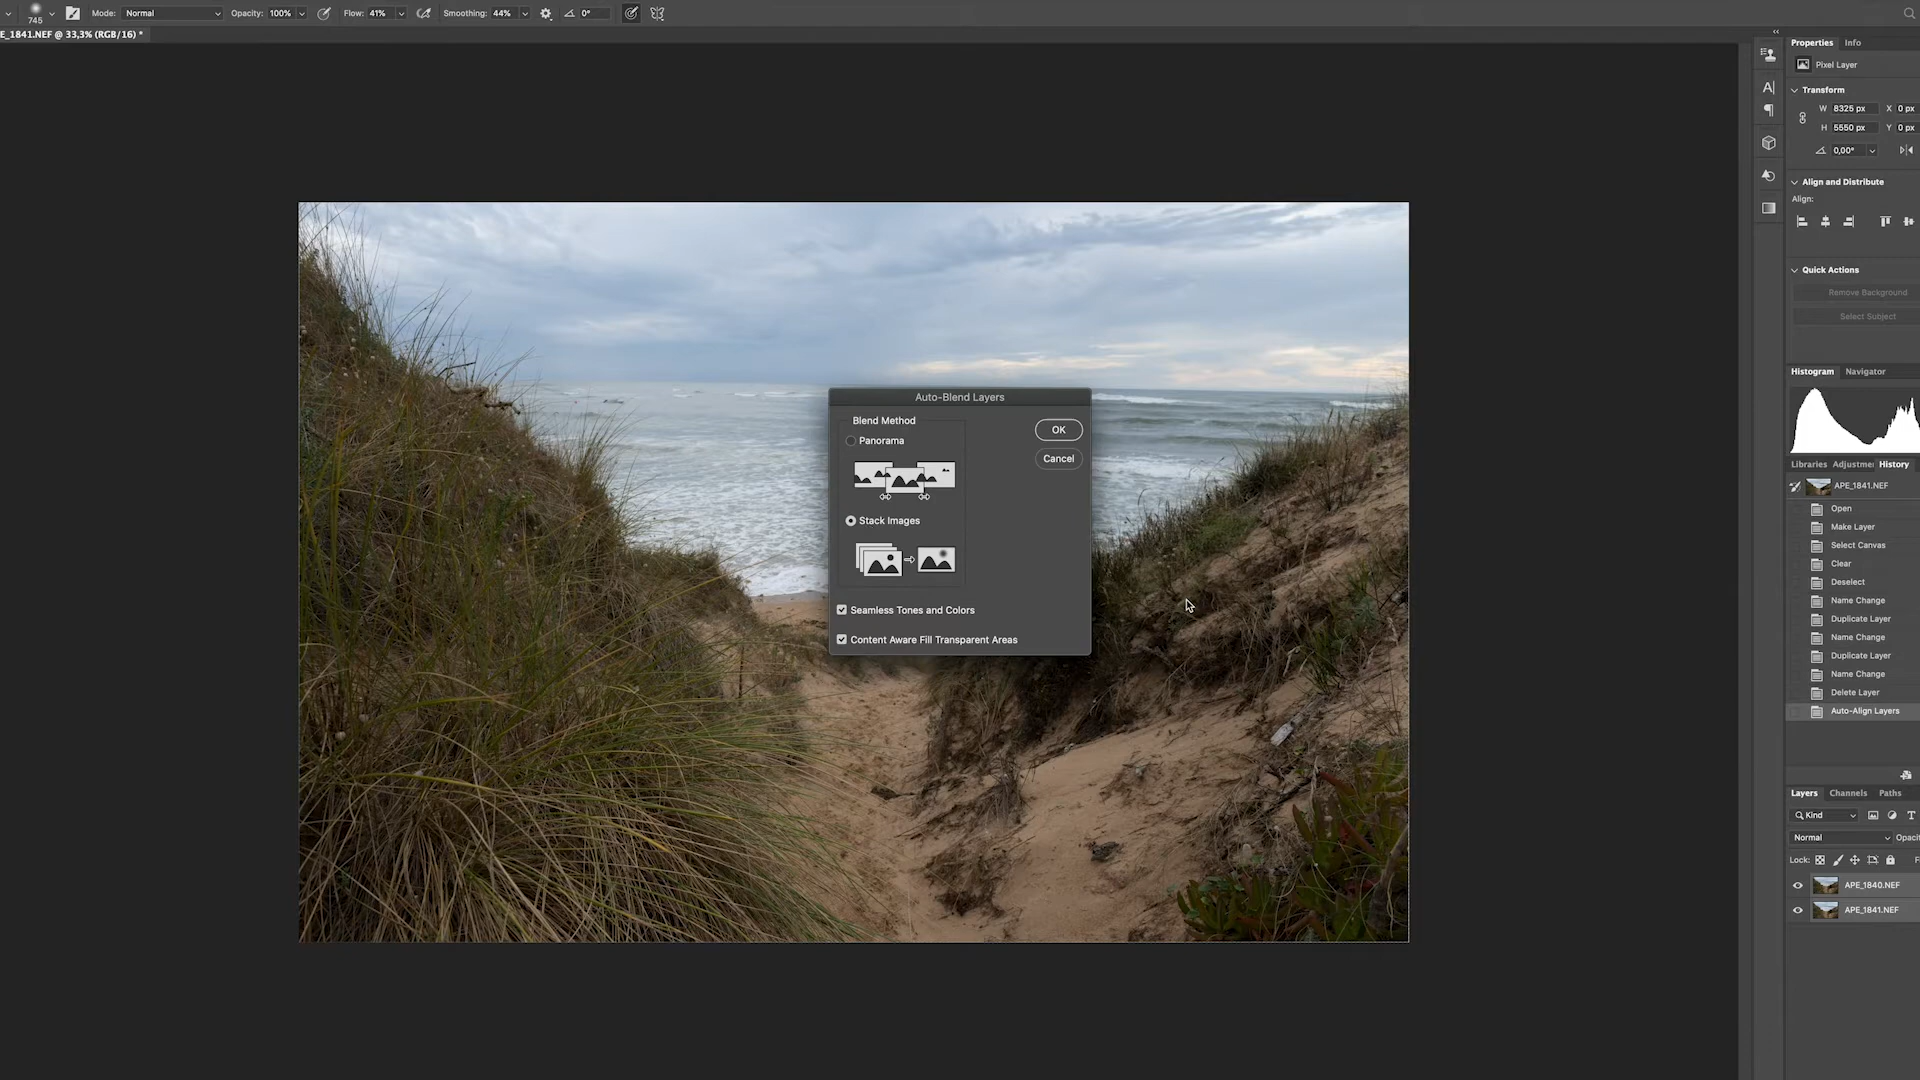 745
Mode: Normal
Opacity: 100%
Flow: 41%
Smoothing: 44%
0°
E_1841.NEF @ 33,3% (RGB/16) *
Properties Info
Pixel Layer
Transform
W 8325 px X 0 px
H 5550 px Y 0 px
0,00°
Align and Distribute
Align:
Quick Actions
Remove Background
Select Subject
Histogram Navigator
Libraries Adjustme History
APE_1841.NEF
Open
Make Layer
Select Canvas
Clear
Deselect
Name Change
Duplicate Layer
Name Change
Duplicate Layer
Name Change
Delete Layer
Auto-Align Layers
Layers Channels Paths
Kind
Normal Opacit
Lock: Fi
APE_1840.NEF
APE_1841.NEF
Auto-Blend Layers
Blend Method
Panorama
Stack Images
Seamless Tones and Colors
Content Aware Fill Transparent Areas
OK
Cancel